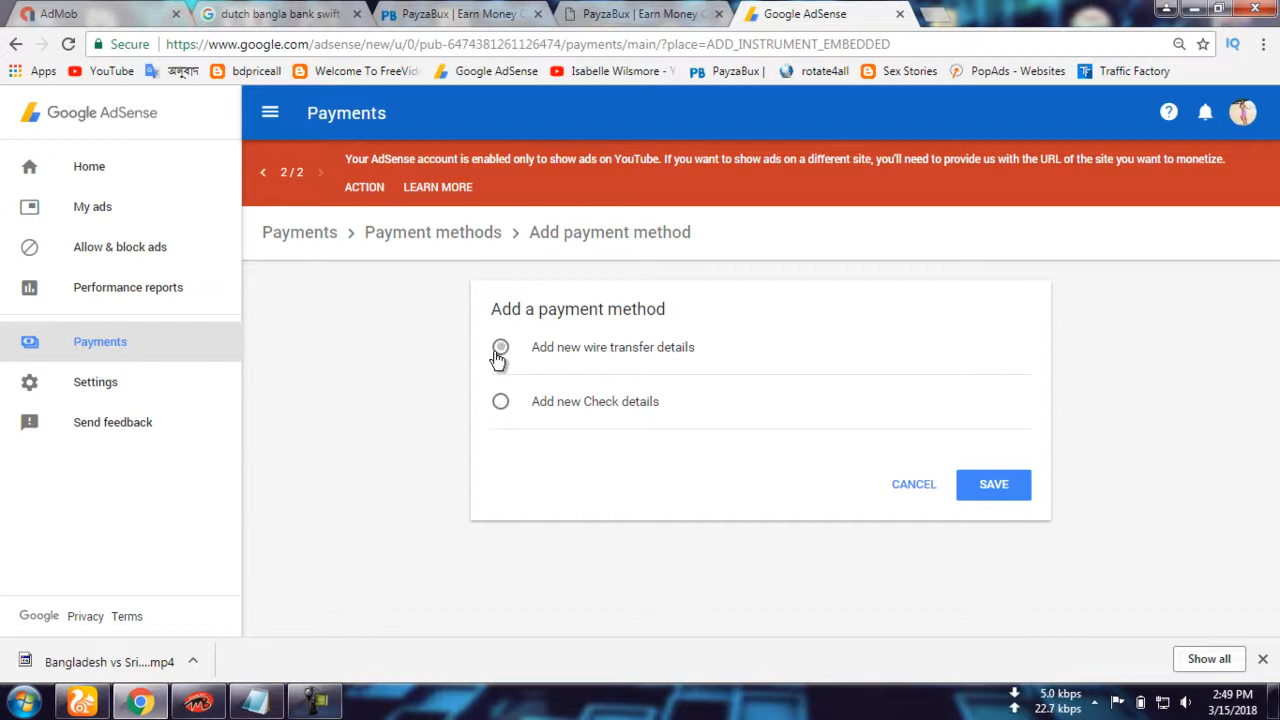 AdMob
dutch bangla bank swift
PB PayzaBux | Earn Money C
PayzaBux | Earn Money C
Google AdSense
Secure https://www.google.com/adsense/new/u/0/pub-6474381261126474/payments/main/?place=ADD_INSTRUMENT_EMBEDDED
IQ
Apps YouTube অনুবাদ bdpriceall Welcome To FreeVid Google AdSense Isabelle Wilsmore - Y PB PayzaBux | rotate4all Sex Stories PopAds - Websites TF Traffic Factory
Google AdSense
Payments
Home
My ads
Allow & block ads
Performance reports
Payments
Settings
Send feedback
Google Privacy Terms
Your AdSense account is enabled only to show ads on YouTube. If you want to show ads on a different site, you'll need to provide us with the URL of the site you want to monetize.
2 / 2
ACTION LEARN MORE
Payments > Payment methods > Add payment method
Add a payment method
Add new wire transfer details
Add new Check details
CANCEL SAVE
Bangladesh vs Sri....mp4
Show all
5.0 kbps
22.7 kbps
2:49 PM
3/15/2018